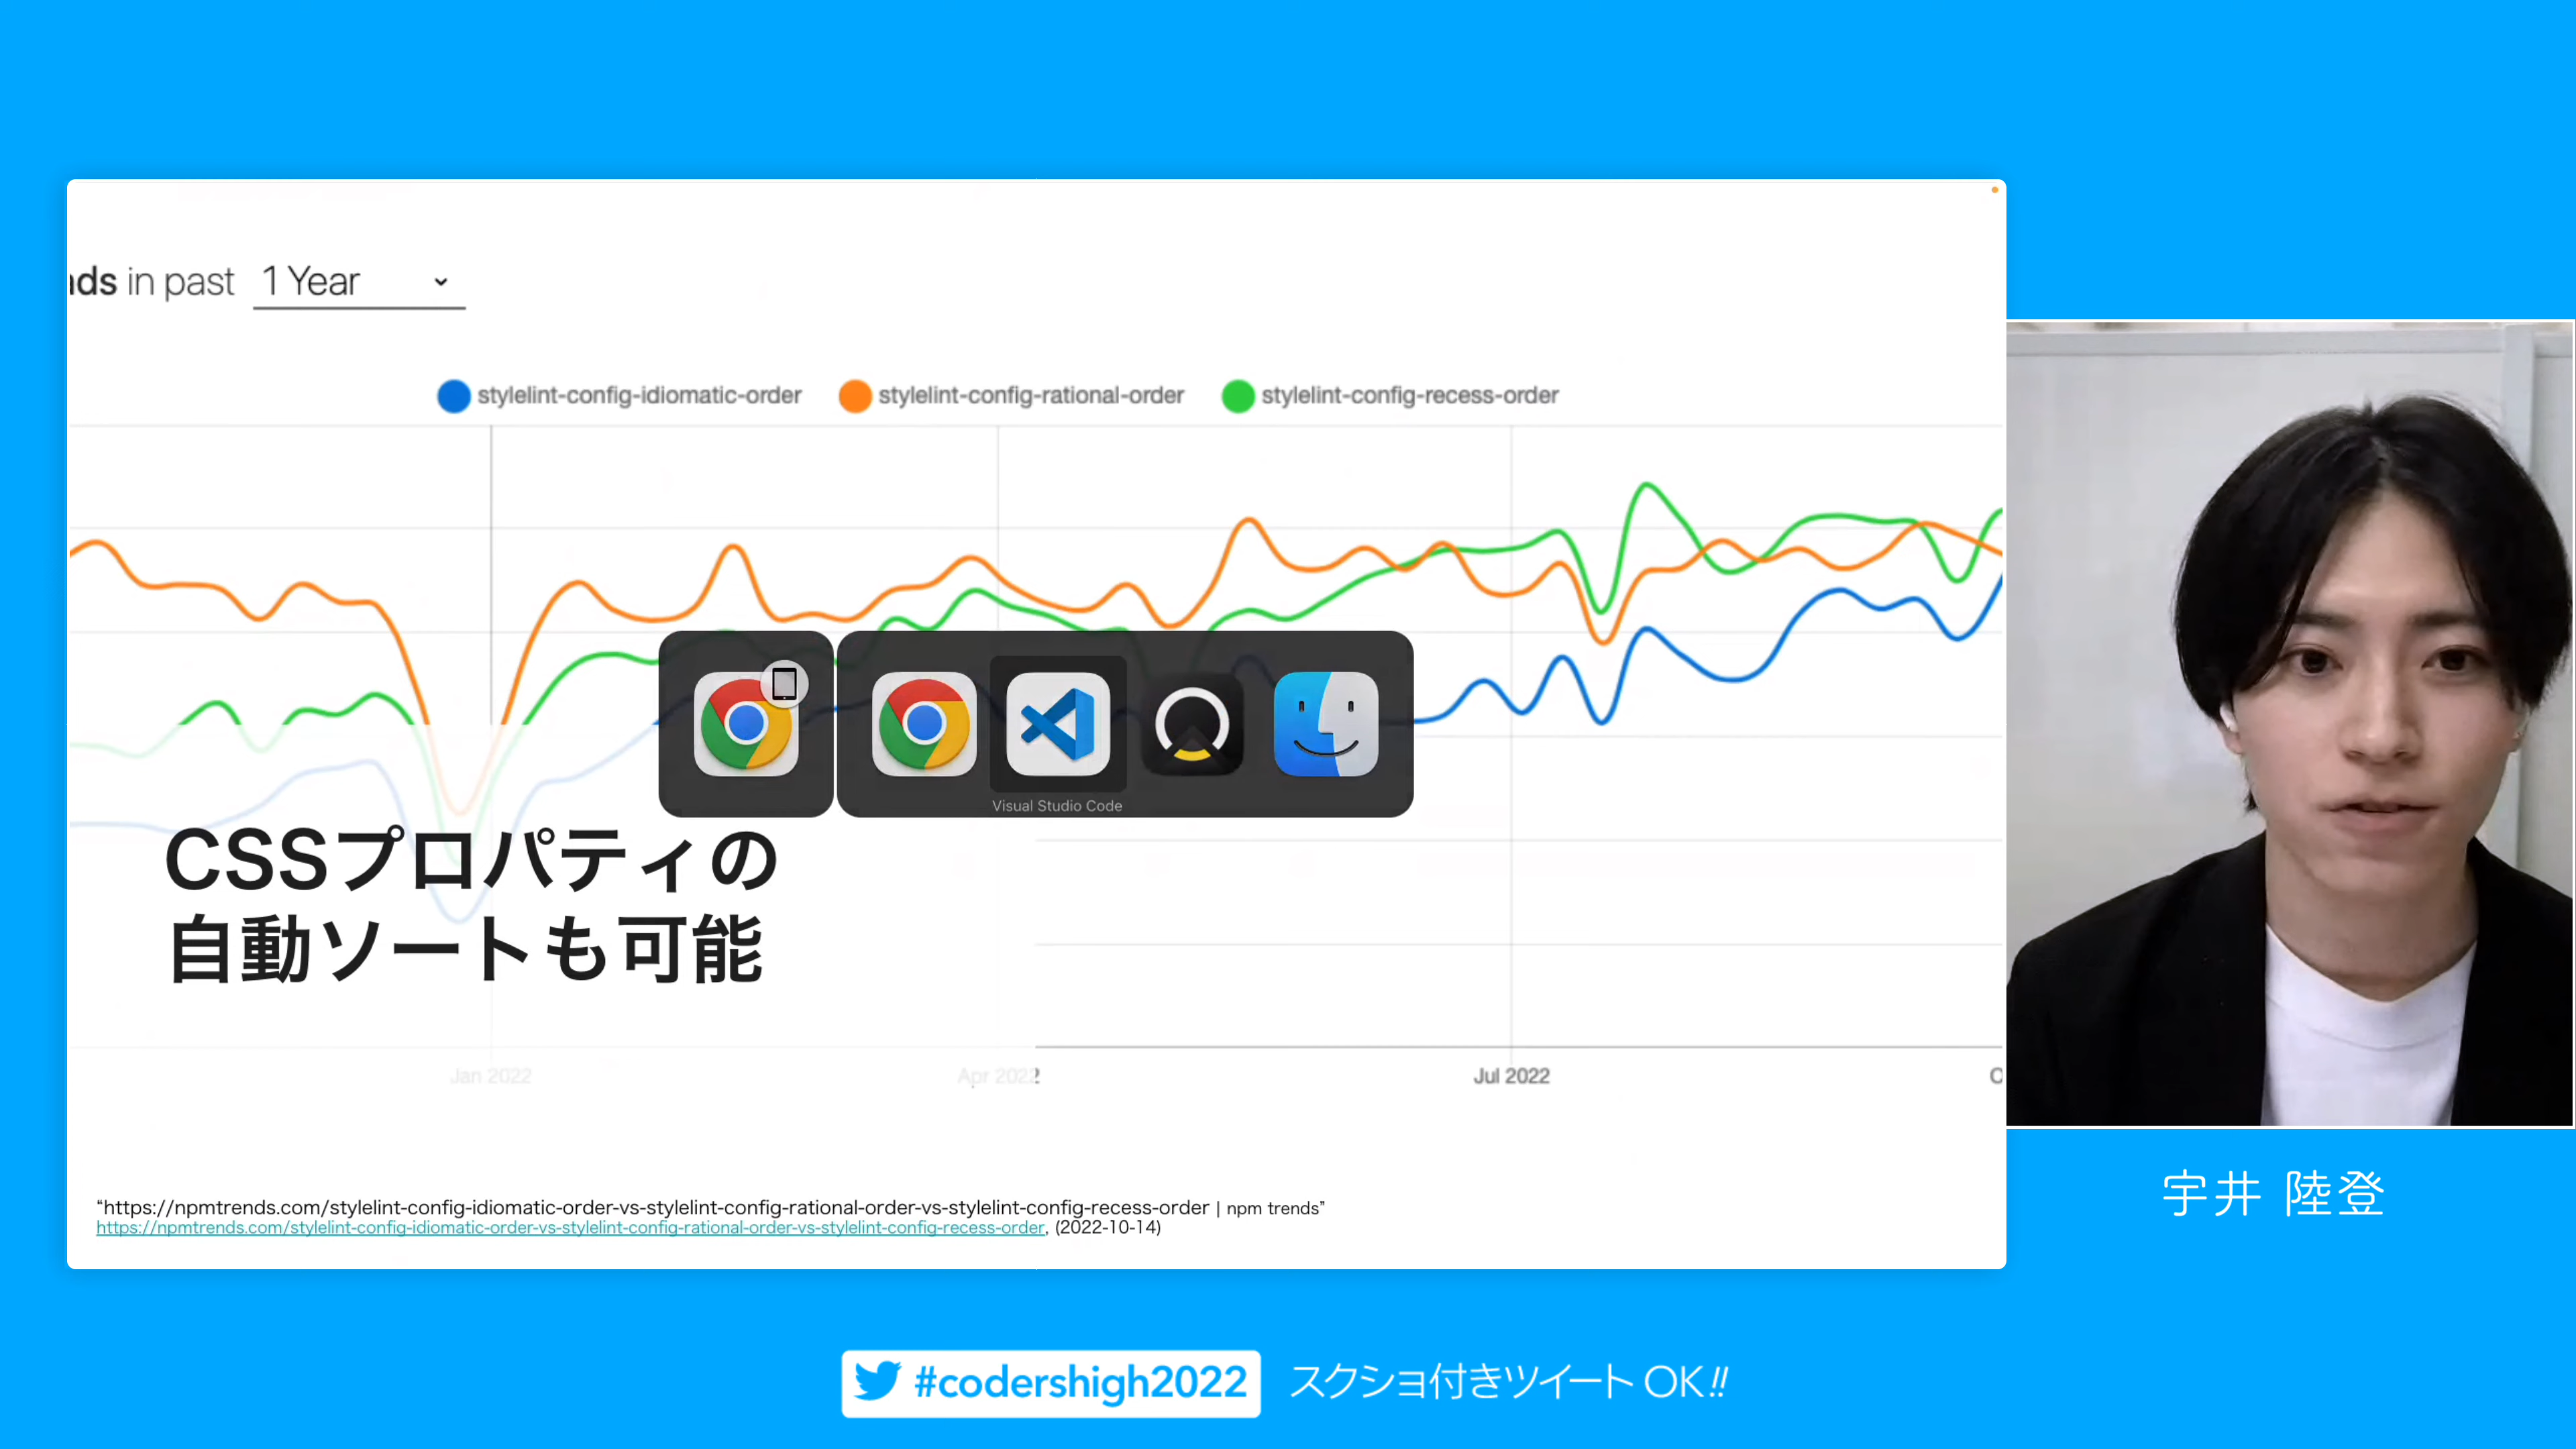 ds in past 1 Year
stylelint-config-idiomatic-order stylelint-config-rational-order stylelint-config-recess-order
Visual Studio Code
CSSプロパティの
自動ソートも可能
Jan 2022 Apr 2022 Jul 2022
“https://npmtrends.com/stylelint-config-idiomatic-order-vs-stylelint-config-rational-order-vs-stylelint-config-recess-order | npm trends”
https://npmtrends.com/stylelint-config-idiomatic-order-vs-stylelint-config-rational-order-vs-stylelint-config-recess-order, (2022-10-14)
宇井 陸登
#codershigh2022 スクショ付きツイート OK!!